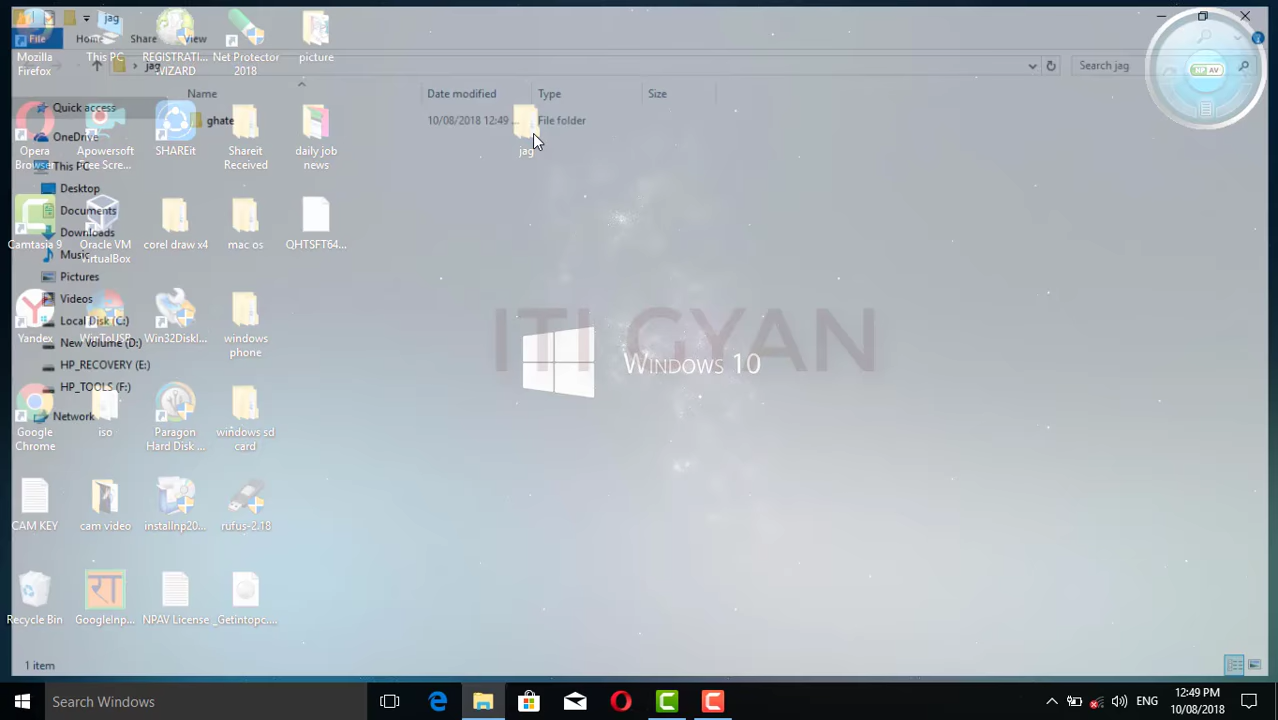 jag
File
Home
Share
View
jag
Search jag
Name
Date modified
Type
Size
ghate
10/08/2018 12:49 ...
File folder
Quick access
OneDrive
This PC
Desktop
Documents
Downloads
Music
Pictures
Videos
Local Disk (C:)
New Volume (D:)
HP_RECOVERY (E:)
HP_TOOLS (F:)
Network
1 item
Mozilla
Firefox
This PC
REGISTRATI...
WIZARD
Net Protector
2018
picture
Opera
Browser
Apowersoft
Free Scre...
SHAREit
Shareit
Received
daily job
news
jag
Camtasia 9
Oracle VM
VirtualBox
corel draw x4
mac os
QHTSFT64...
Yandex
WinToUSB
Win32DiskI...
windows
phone
Google
Chrome
iso
Paragon
Hard Disk ...
windows sd
card
CAM KEY
cam video
installnp20...
rufus-2.18
Recycle Bin
रा
GoogleInp...
NPAV License
_Getintopc....
NP AV
ITI GYAN
WINDOWS 10
Search Windows
ENG
12:49 PM
10/08/2018